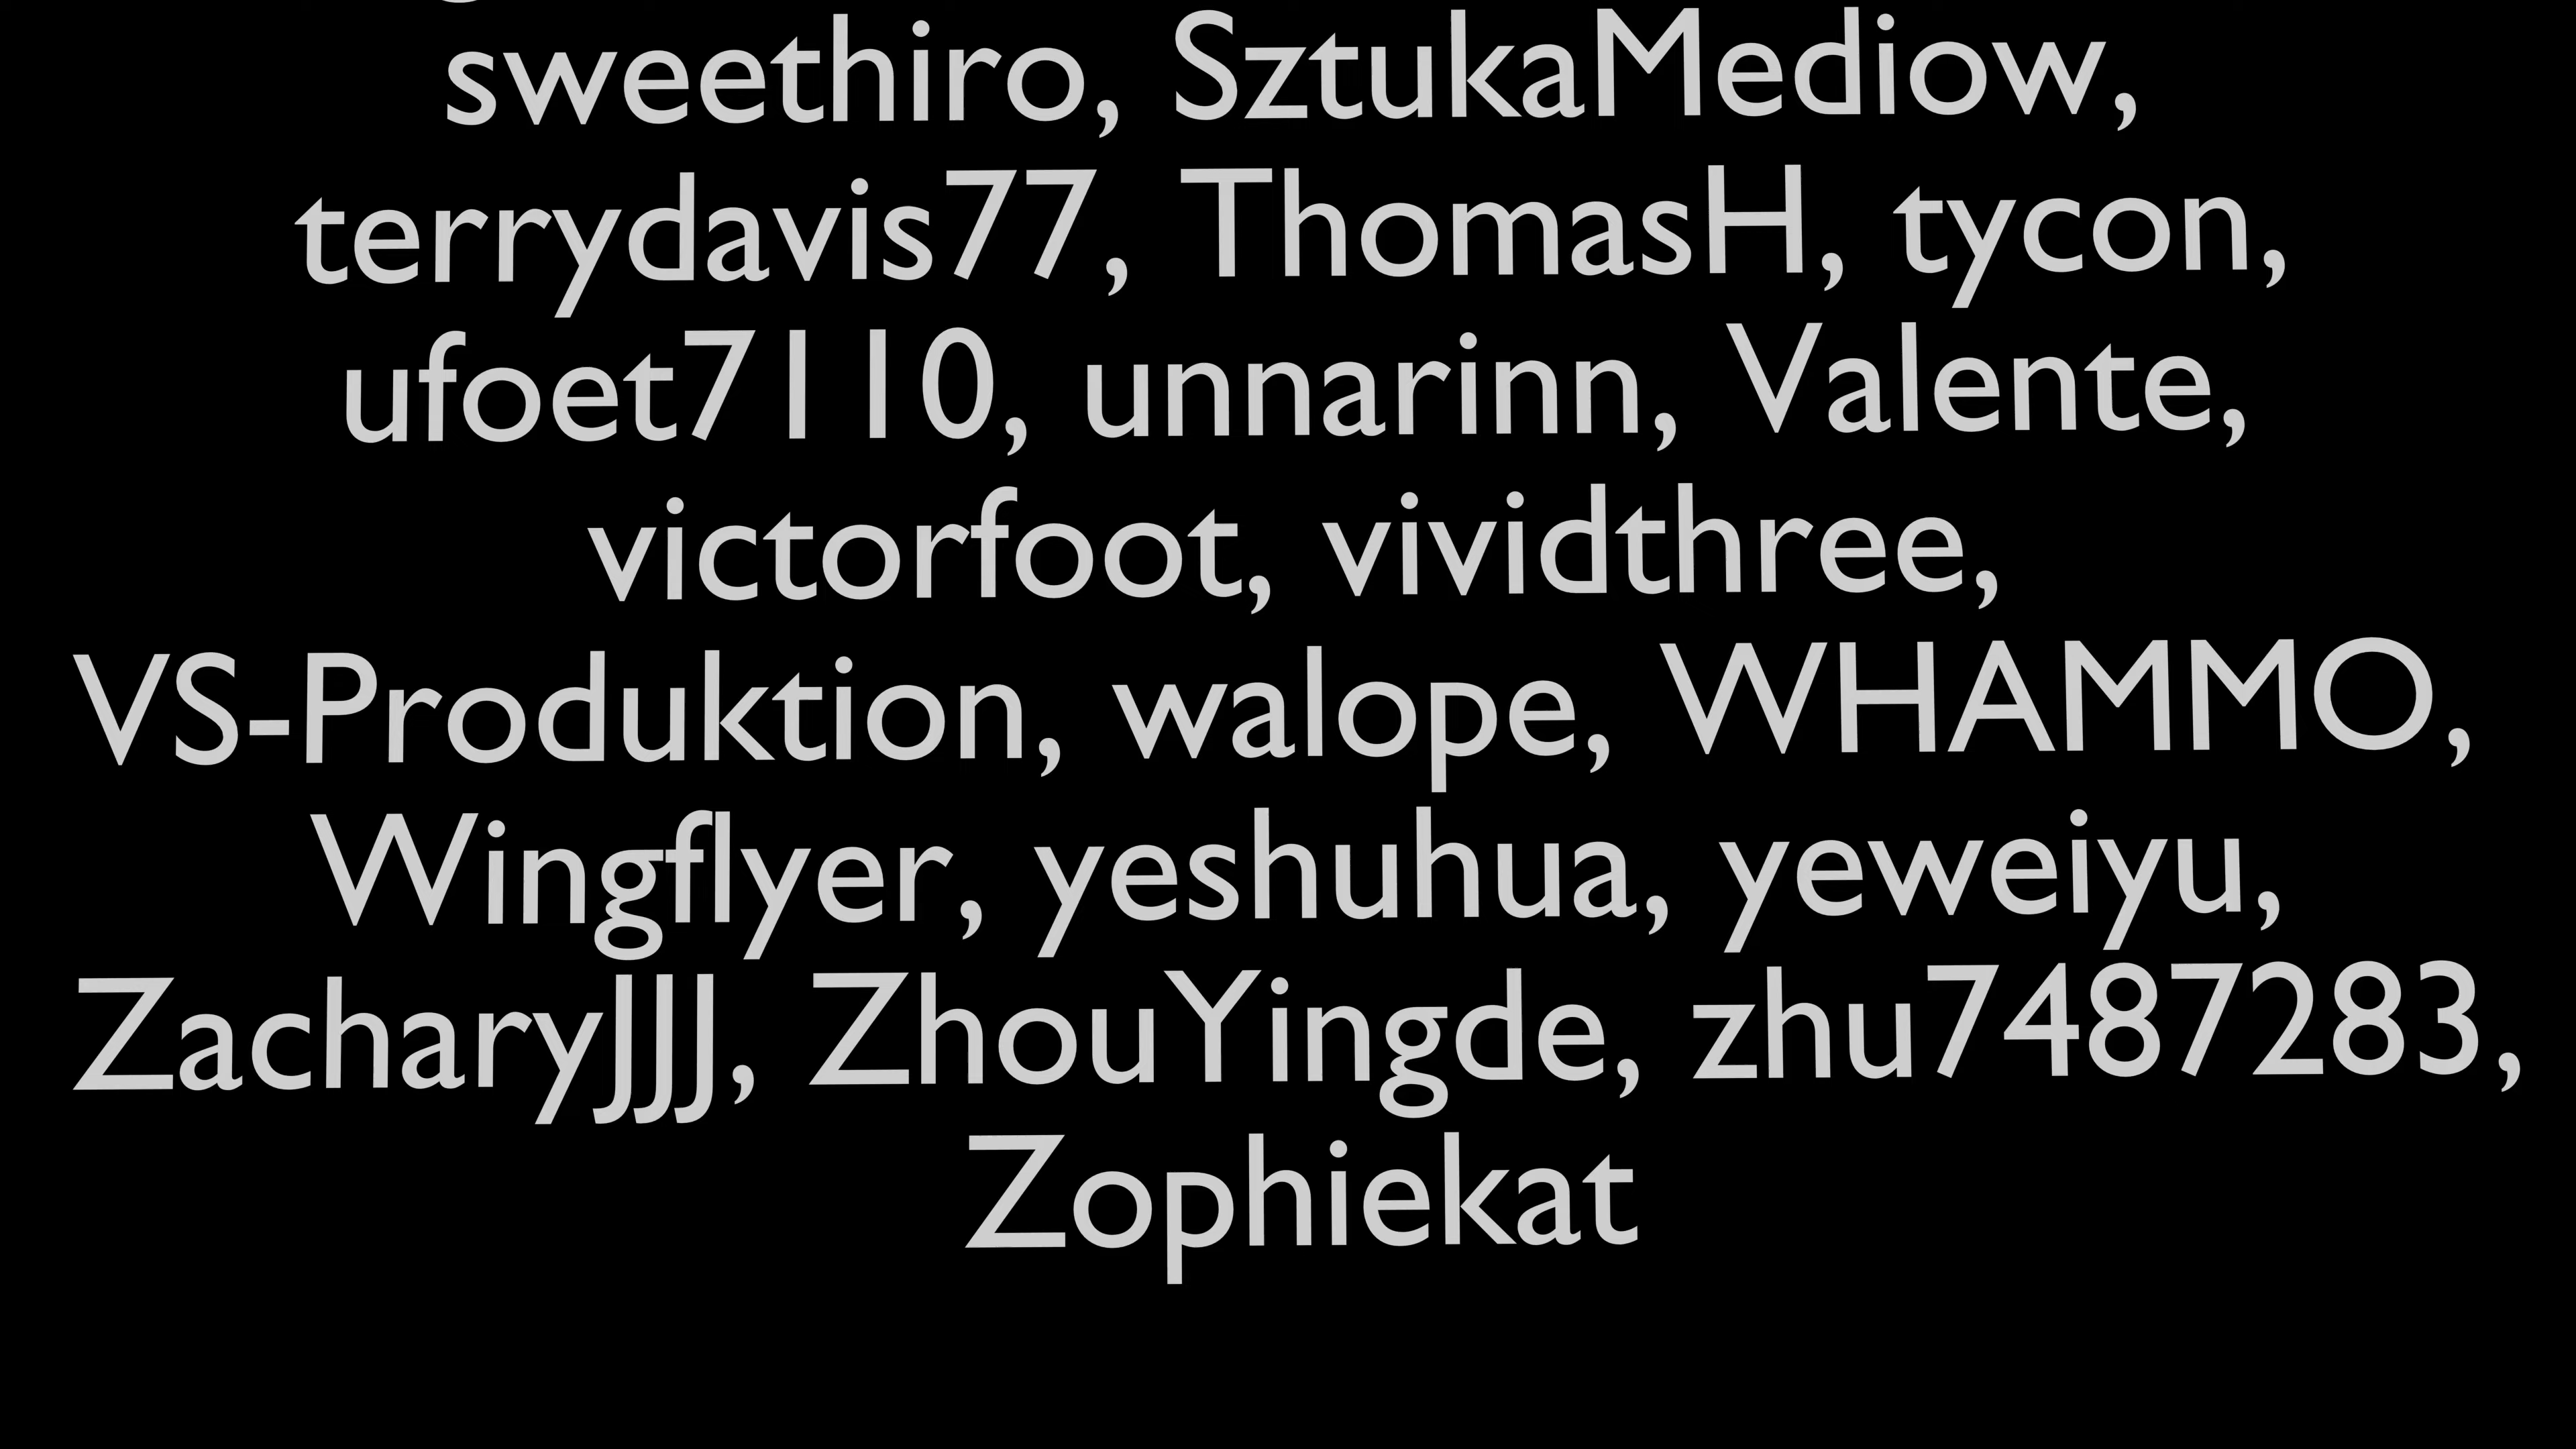 sweethiro, SztukaMediow,
terrydavis77, ThomasH, tycon,
ufoet7110, unnarinn, Valente,
victorfoot, vividthree,
VS-Produktion, walope, WHAMMO,
Wingflyer, yeshuhua, yeweiyu,
ZacharyJJJ, ZhouYingde, zhu7487283,
Zophiekat